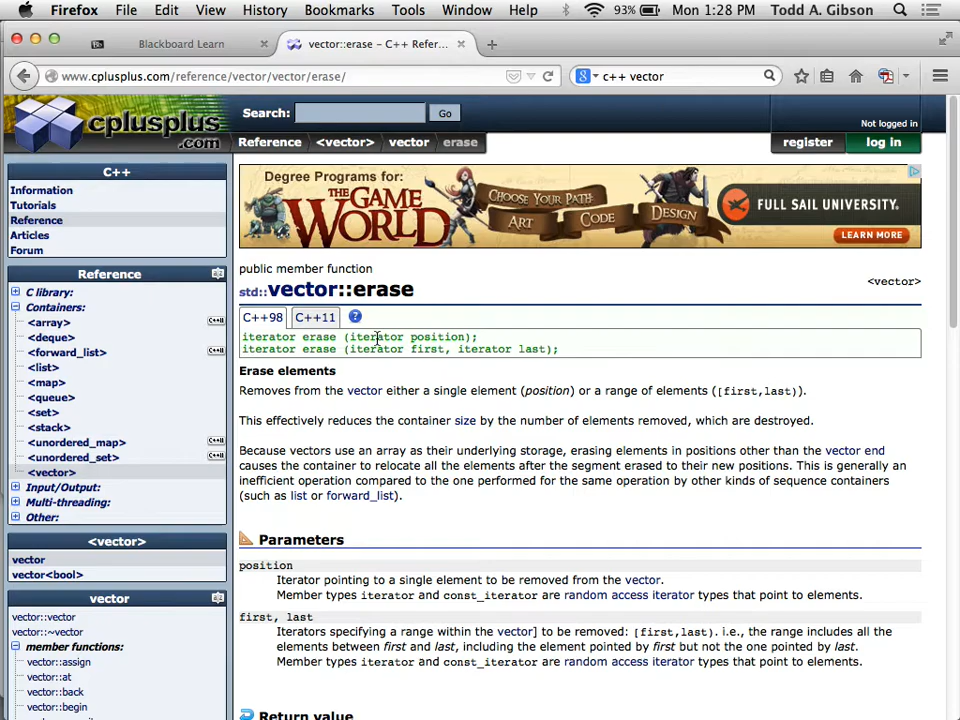 Firefox File Edit View History Bookmarks Tools Window Help 93% Mon 1:28 PM Todd A. Gibson
Bb Blackboard Learn × vector::erase – C++ Refer... × +
www.cplusplus.com/reference/vector/vector/erase/ 8 c++ vector
cplusplus
.com
Search: Go
Not logged in
Reference <vector> vector erase register log in
C++
Information
Tutorials
Reference
Articles
Forum
Reference
C library:
Containers:
<array> C++11
<deque>
<forward_list> C++11
<list>
<map>
<queue>
<set>
<stack>
<unordered_map> C++11
<unordered_set> C++11
<vector>
Input/Output:
Multi-threading:
Other:
<vector>
vector
vector<bool>
vector
vector::vector
vector::~vector
member functions:
vector::assign
vector::at
vector::back
vector::begin
Degree Programs for:
THE GAME
WORLD
CHOOSE YOUR PATH:
ART CODE DESIGN
FULL SAIL UNIVERSITY.
LEARN MORE
public member function
std::vector::erase <vector>
C++98 C++11 ?
iterator erase (iterator position);
iterator erase (iterator first, iterator last);
Erase elements
Removes from the vector either a single element (position) or a range of elements ([first,last)).
This effectively reduces the container size by the number of elements removed, which are destroyed.
Because vectors use an array as their underlying storage, erasing elements in positions other than the vector end
causes the container to relocate all the elements after the segment erased to their new positions. This is generally an
inefficient operation compared to the one performed for the same operation by other kinds of sequence containers
(such as list or forward_list).
Parameters
position
Iterator pointing to a single element to be removed from the vector.
Member types iterator and const_iterator are random access iterator types that point to elements.
first, last
Iterators specifying a range within the vector] to be removed: [first,last). i.e., the range includes all the
elements between first and last, including the element pointed by first but not the one pointed by last.
Member types iterator and const_iterator are random access iterator types that point to elements.
Return value